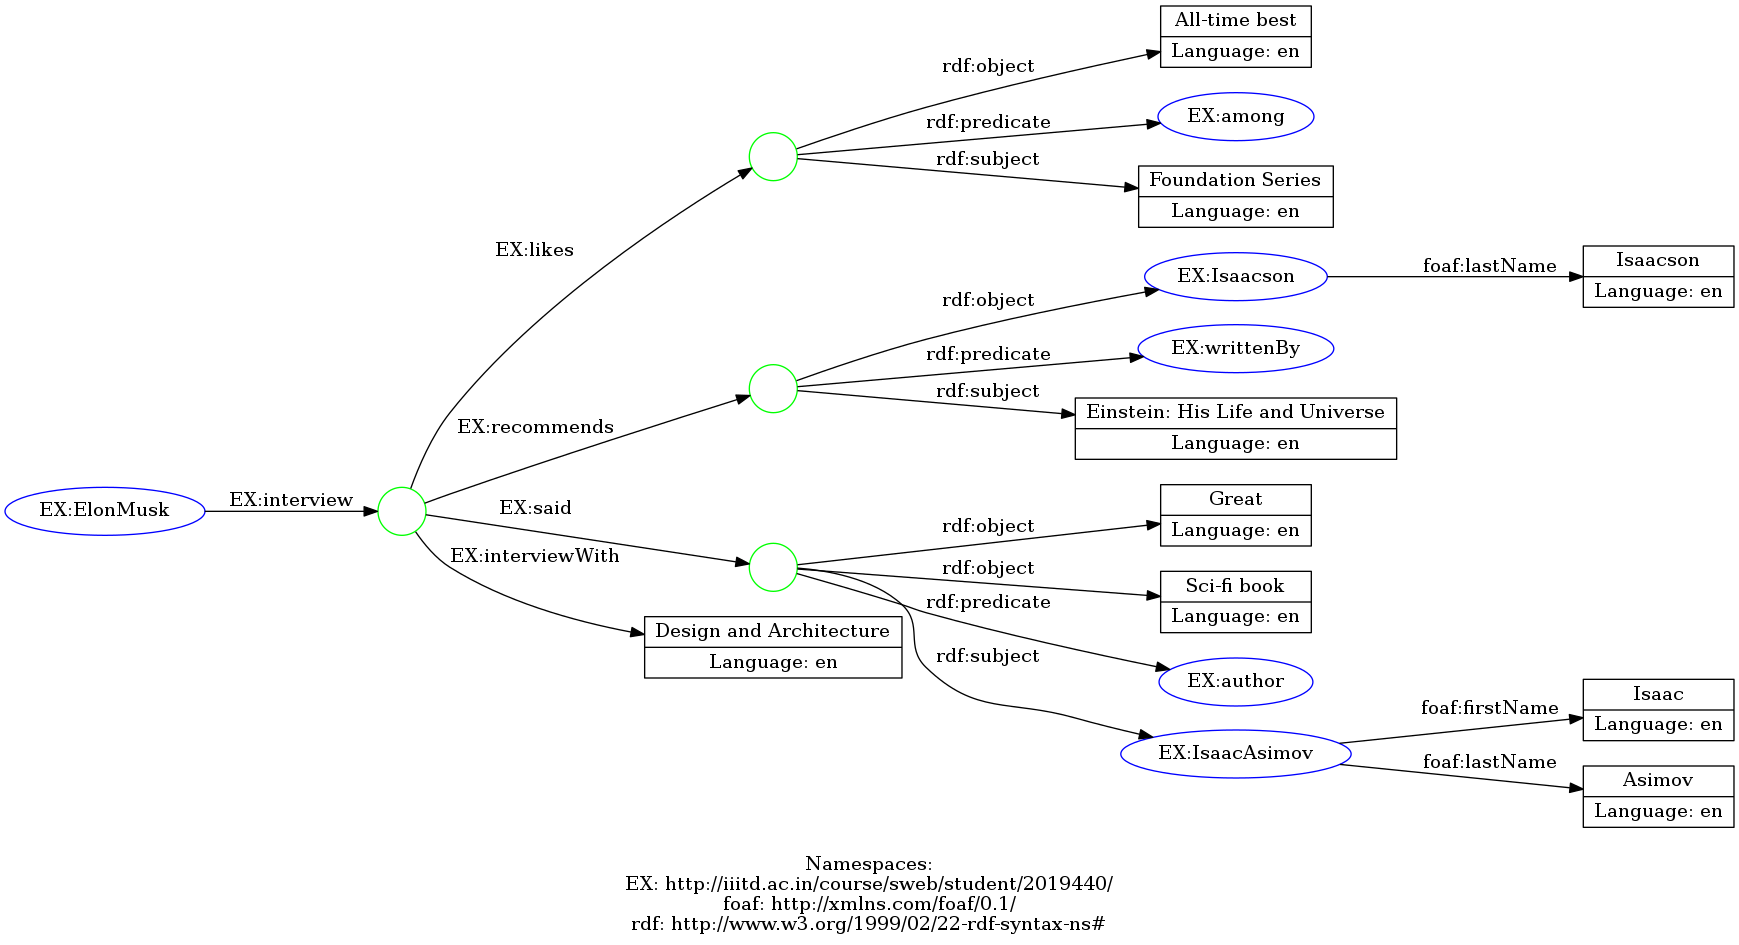 All-time best
Language: en
rdf:object
EX:among
rdf:predicate
rdf:subject
Foundation Series
Language: en
EX:likes
EX:Isaacson
foaf:lastName
Isaacson
Language: en
rdf:object
EX:writtenBy
rdf:predicate
rdf:subject
Einstein: His Life and Universe
Language: en
EX:recommends
EX:ElonMusk
EX:interview
EX:said
Great
Language: en
rdf:object
EX:interviewWith
rdf:object
Sci-fi book
Language: en
rdf:predicate
Design and Architecture
Language: en
rdf:subject
EX:author
EX:IsaacAsimov
foaf:firstName
Isaac
Language: en
foaf:lastName
Asimov
Language: en
Namespaces:
EX: http://iiitd.ac.in/course/sweb/student/2019440/
foaf: http://xmlns.com/foaf/0.1/
rdf: http://www.w3.org/1999/02/22-rdf-syntax-ns#